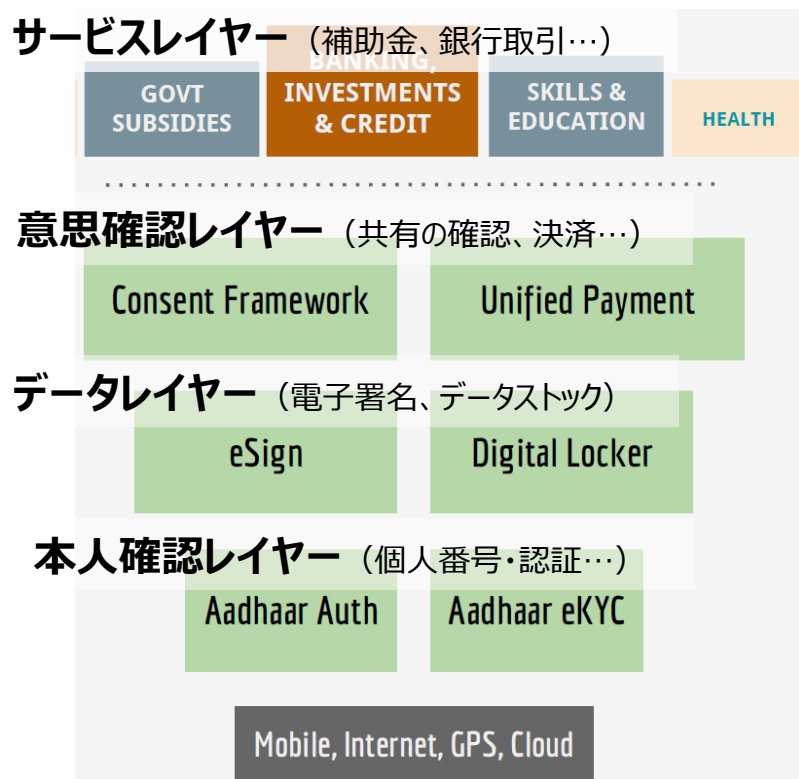 サービスレイヤー（補助金、銀行取引…）
GOVT
SUBSIDIES
BANKING,
INVESTMENTS
& CREDIT
SKILLS &
EDUCATION
HEALTH
意思確認レイヤー（共有の確認、決済…）
Consent Framework
Unified Payment
データレイヤー（電子署名、データストック）
eSign
Digital Locker
本人確認レイヤー（個人番号・認証…）
Aadhaar Auth
Aadhaar eKYC
Mobile, Internet, GPS, Cloud